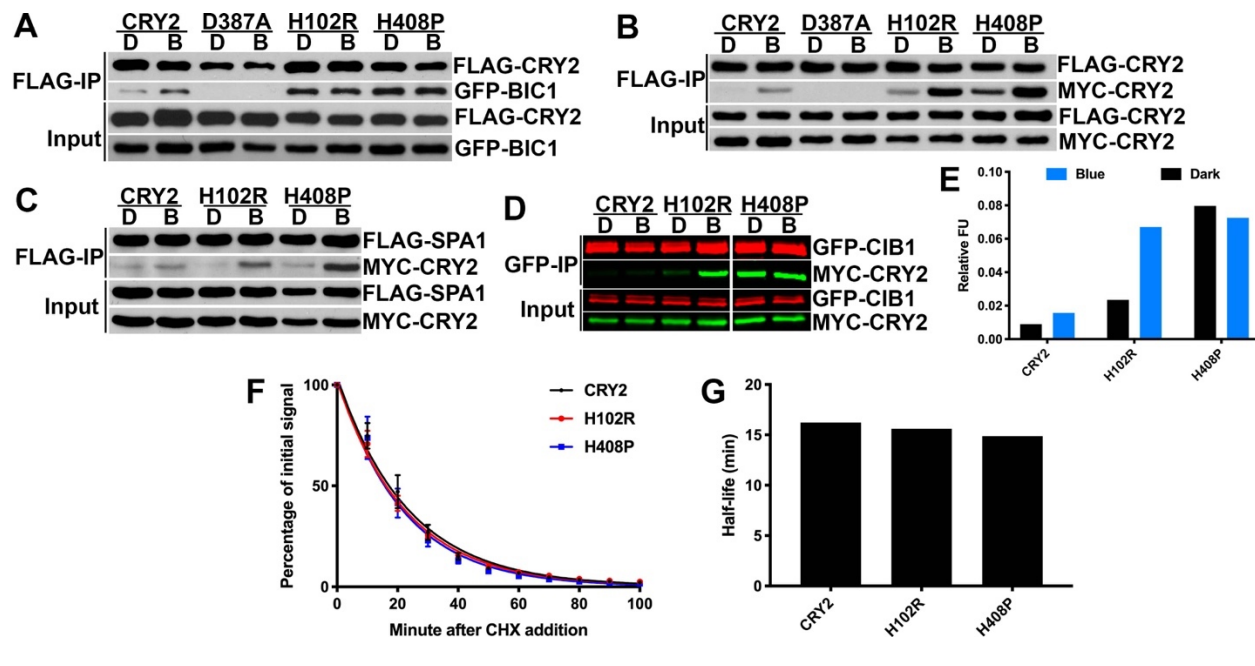 A
CRY2 D387A H102R H408P
D B D B D B D B
FLAG-IP
FLAG-CRY2
GFP-BIC1
Input
FLAG-CRY2
GFP-BIC1
B
CRY2 D387A H102R H408P
D B D B D B D B
FLAG-IP
FLAG-CRY2
MYC-CRY2
Input
FLAG-CRY2
MYC-CRY2
C
CRY2 H102R H408P
D B D B D B
FLAG-IP
FLAG-SPA1
MYC-CRY2
Input
FLAG-SPA1
MYC-CRY2
D
CRY2 H102R H408P
D B D B D B
GFP-IP
GFP-CIB1
MYC-CRY2
Input
GFP-CIB1
MYC-CRY2
E
Blue Dark
Relative FU
0.10
0.08
0.06
0.04
0.02
0.00
CRY2 H102R H408P
F
Percentage of initial signal
100
50
0
CRY2
H102R
H408P
0 20 40 60 80 100
Minute after CHX addition
G
Half-life (min)
20
15
10
5
0
CRY2 H102R H408P